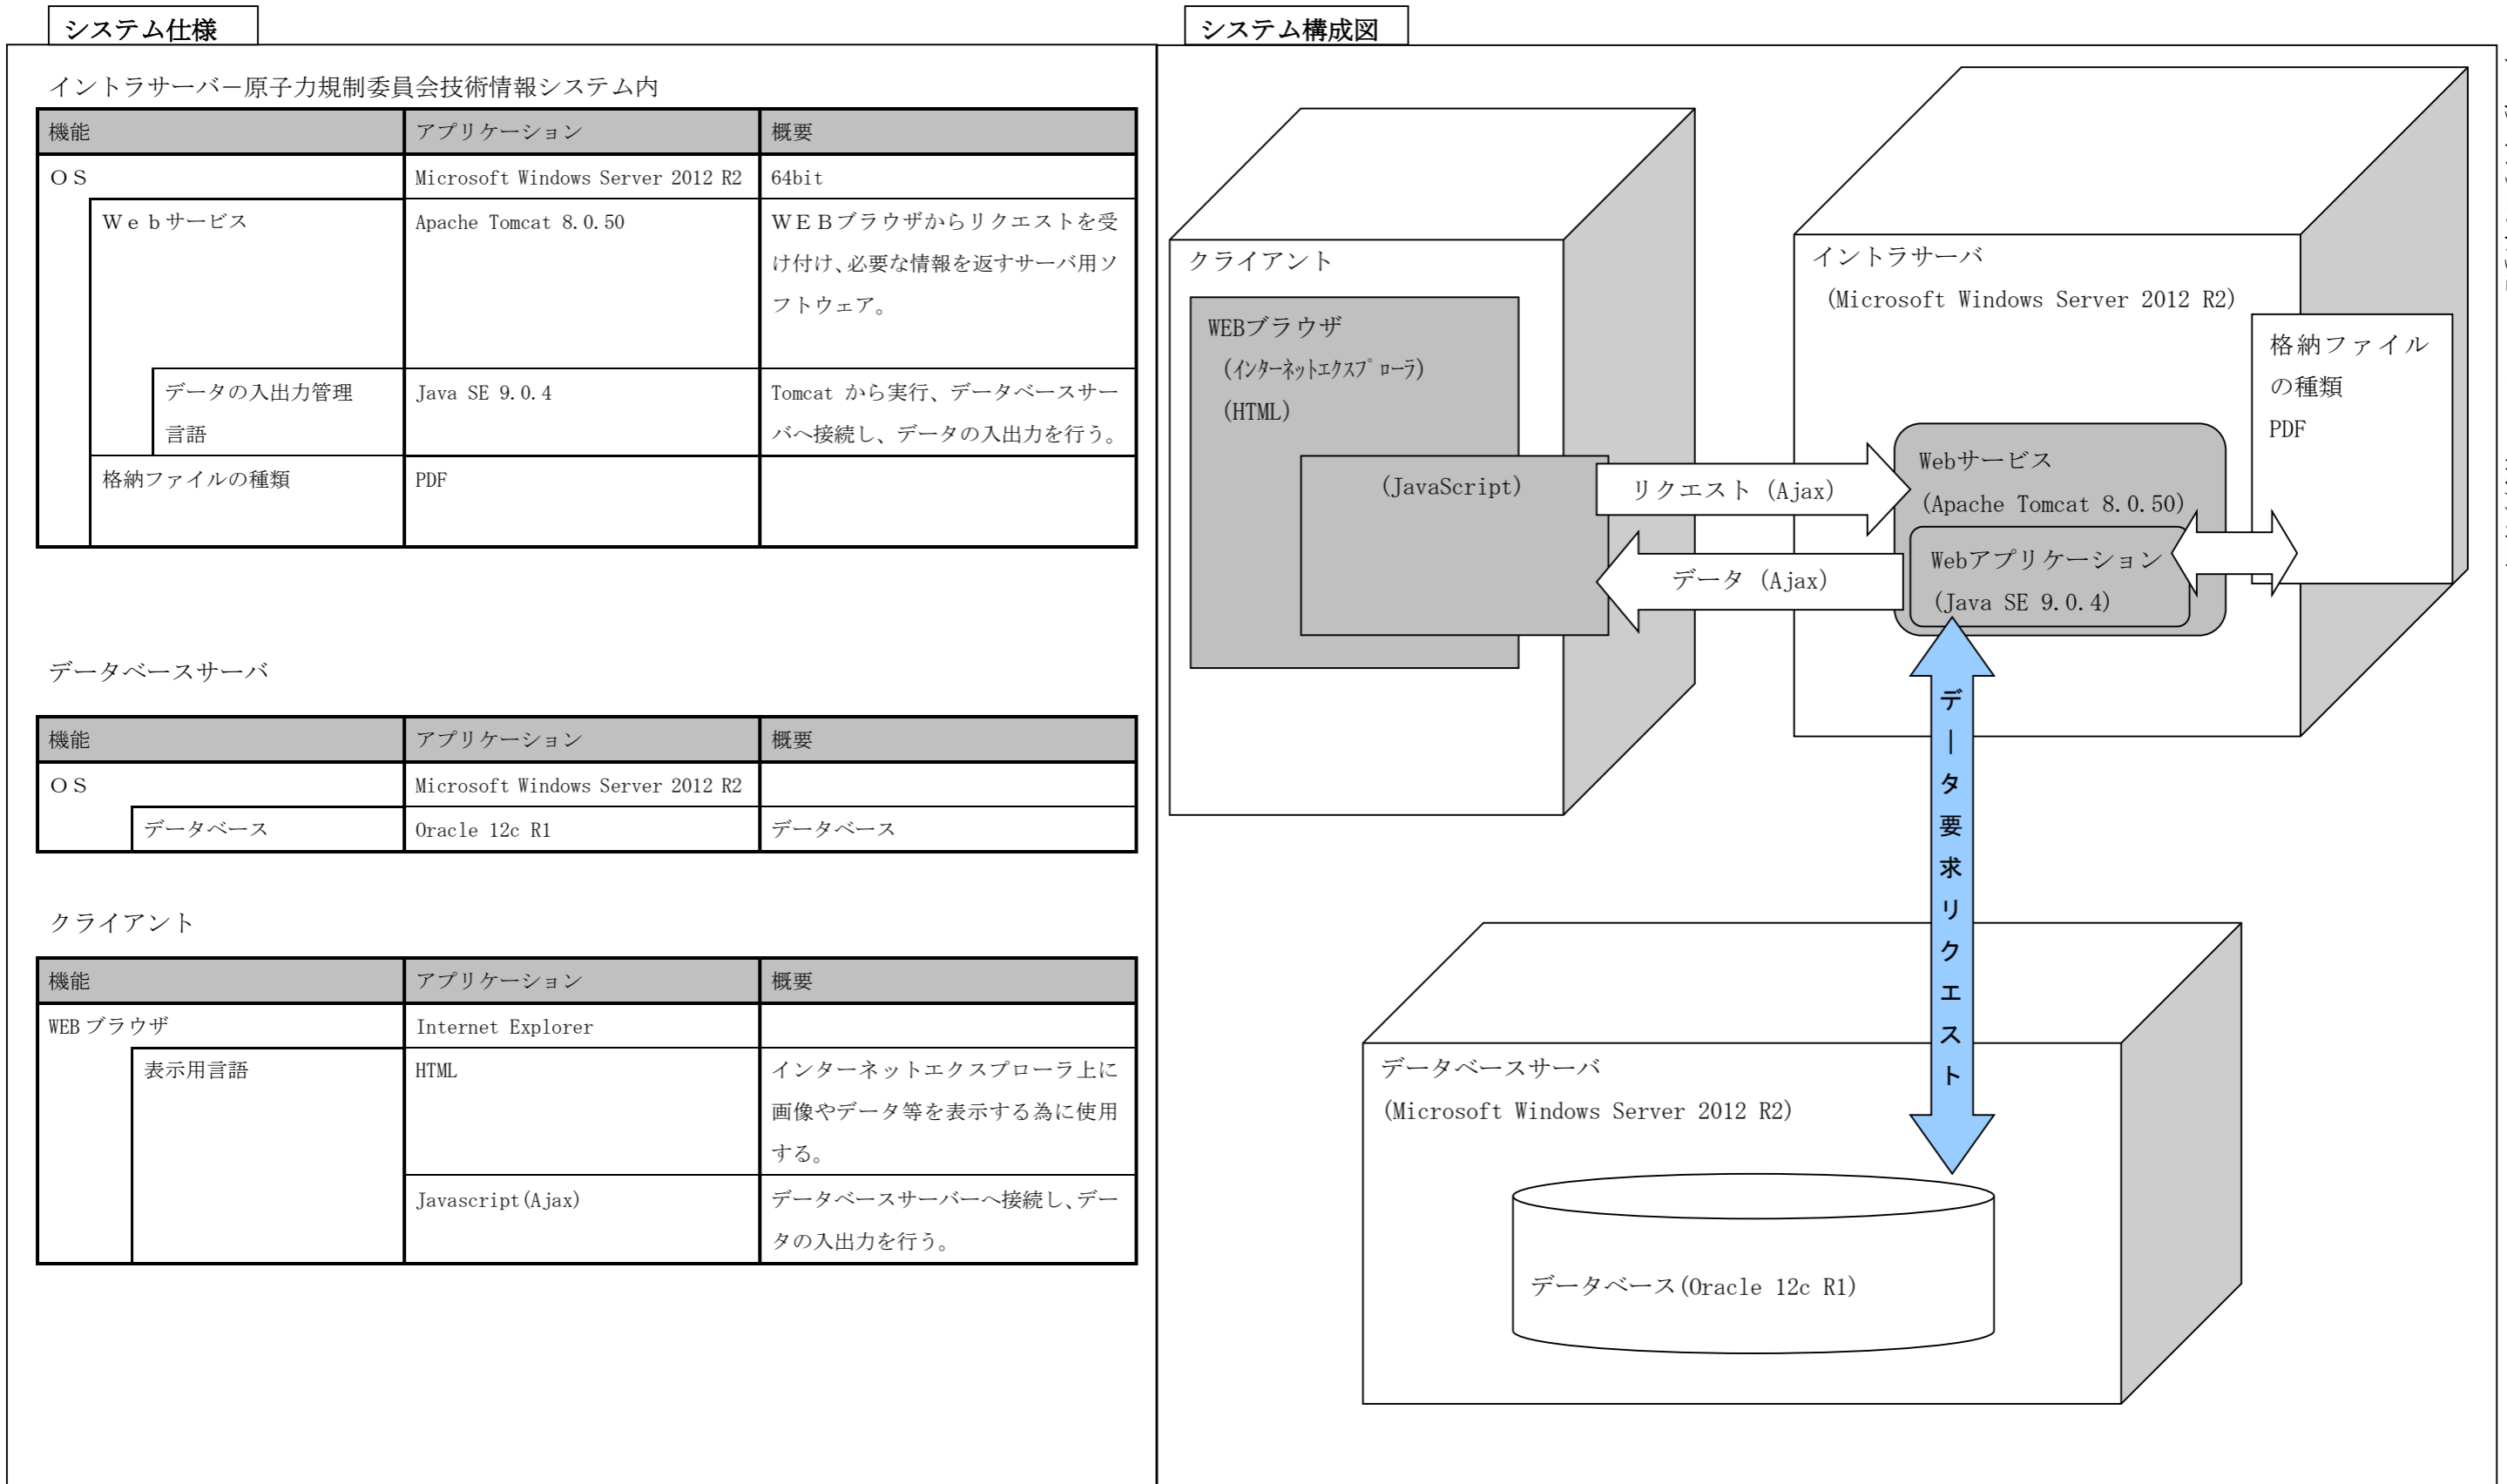 システム仕様
イントラサーバー原子力規制委員会技術情報システム内
機能 アプリケーション 概要
ＯＳ Microsoft Windows Server 2012 R2 64bit
Ｗｅｂサービス Apache Tomcat 8.0.50 ＷＥＢブラウザからリクエストを受
け付け、必要な情報を返すサーバ用ソ
フトウェア。
データの入出力管理 Java SE 9.0.4 Tomcat から実行、データベースサー
言語 バへ接続し、データの入出力を行う。
格納ファイルの種類 PDF
データベースサーバ
機能 アプリケーション 概要
ＯＳ Microsoft Windows Server 2012 R2
データベース Oracle 12c R1 データベース
クライアント
機能 アプリケーション 概要
WEB ブラウザ Internet Explorer
表示用言語 HTML インターネットエクスプローラ上に
画像やデータ等を表示する為に使用
する。
Javascript(Ajax) データベースサーバーへ接続し、デー
タの入出力を行う。
システム構成図
クライアント
WEBブラウザ
(ｲﾝﾀｰﾈｯﾄｴｸｽﾌﾟﾛｰﾗ)
(HTML)
(JavaScript)
リクエスト (Ajax)
データ (Ajax)
イントラサーバ
(Microsoft Windows Server 2012 R2)
格納ファイル
の種類
PDF
Webサービス
(Apache Tomcat 8.0.50)
Webアプリケーション
(Java SE 9.0.4)
データ要求リクエスト
データベースサーバ
(Microsoft Windows Server 2012 R2)
データベース(Oracle 12c R1)